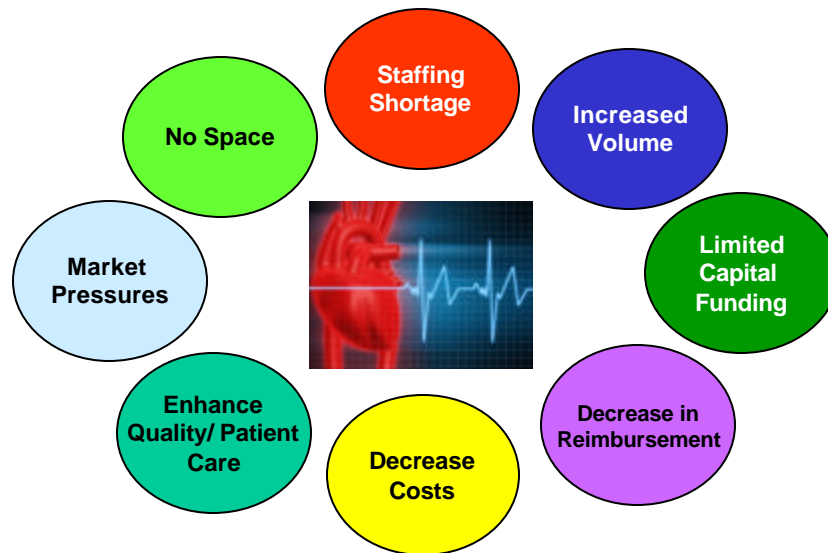 Staffing
Shortage
Increased
Volume
No Space
Limited
Capital
Funding
Market
Pressures
Decrease in
Reimbursement
Enhance
Quality/ Patient
Care
Decrease
Costs